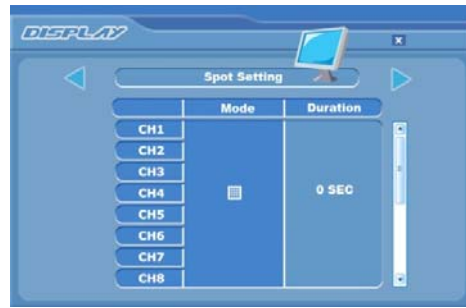 DISPLAY
Spot Setting
Mode Duration
CH1
CH2
CH3
CH4 0 SEC
CH5
CH6
CH7
CH8